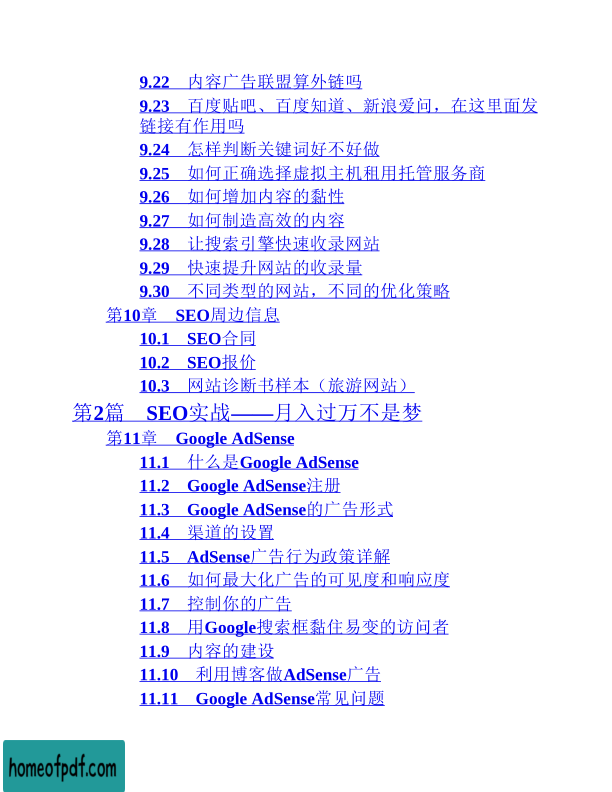 9.22 内容广告联盟算外链吗
9.23 百度贴吧、百度知道、新浪爱问，在这里面发
链接有作用吗
9.24 怎样判断关键词好不好做
9.25 如何正确选择虚拟主机租用托管服务商
9.26 如何增加内容的黏性
9.27 如何制造高效的内容
9.28 让搜索引擎快速收录网站
9.29 快速提升网站的收录量
9.30 不同类型的网站，不同的优化策略
第10章 SEO周边信息
10.1 SEO合同
10.2 SEO报价
10.3 网站诊断书样本（旅游网站）
第2篇 SEO实战——月入过万不是梦
第11章 Google AdSense
11.1 什么是Google AdSense
11.2 Google AdSense注册
11.3 Google AdSense的广告形式
11.4 渠道的设置
11.5 AdSense广告行为政策详解
11.6 如何最大化广告的可见度和响应度
11.7 控制你的广告
11.8 用Google搜索框黏住易变的访问者
11.9 内容的建设
11.10 利用博客做AdSense广告
11.11 Google AdSense常见问题
homeofpdf.com